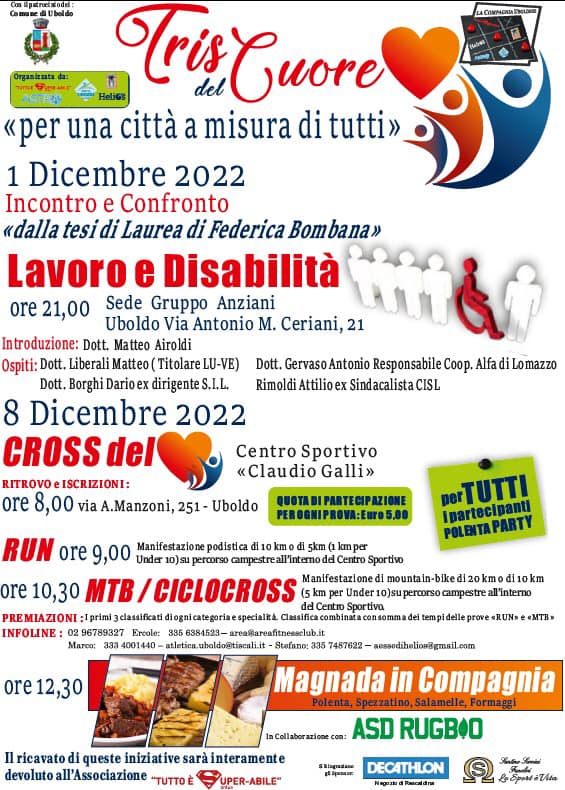 Con il patrocinio del :
Comune di Uboldo
Organizzata da:
"TUTTO È SUPER-ABILE"
Helios
LA COMPAGNIA UBOLDESE
Helios
Tris del Cuore
«per una città a misura di tutti»
1 Dicembre 2022
Incontro e Confronto
«dalla tesi di Laurea di Federica Bombana»
Lavoro e Disabilità
ore 21,00 Sede Gruppo Anziani
Uboldo Via Antonio M. Ceriani, 21
Introduzione: Dott. Matteo Airoldi
Ospiti: Dott. Liberali Matteo ( Titolare LU-VE) Dott. Gervaso Antonio Responsabile Coop. Alfa di Lomazzo
Dott. Borghi Dario ex dirigente S.I.L. Rimoldi Attilio ex Sindacalista CISL
8 Dicembre 2022
CROSS del
Centro Sportivo
«Claudio Galli»
RITROVO e ISCRIZIONI :
ore 8,00 via A.Manzoni, 251 - Uboldo
QUOTA DI PARTECIPAZIONE
PER OGNI PROVA: Euro 5,00
per TUTTI
i partecipanti
POLENTA PARTY
RUN ore 9,00 Manifestazione podistica di 10 km o di 5km (1 km per
Under 10) su percorso campestre all'interno del Centro Sportivo
ore 10,30 MTB / CICLOCROSS Manifestazione di mountain-bike di 20 km o di 10 km
(5 km per Under 10) su percorso campestre all'interno
del Centro Sportivo.
PREMIAZIONI : I primi 3 classificati di ogni categoria e specialità. Classifica combinata con somma dei tempi delle prove «RUN» e «MTB»
INFOLINE : 02 96789327 Ercole: 335 6384523 – area@areafitnessclub.it
Marco: 333 4001440 – atletica.uboldo@tiscali.it - Stefano: 335 7487622 – aessedihelios@gmail.com
ore 12,30
Magnada in Compagnia
Polenta, Spezzatino, Salamelle, Formaggi
In Collaborazione con: ASD RUGBIO
Il ricavato di queste iniziative sarà interamente
devoluto all'Associazione "TUTTO È SUPER-ABILE"
Si Ringraziano
gli Sponsor:
DECATHLON
Negozio di Rescaldina
Lo Sport è Vita